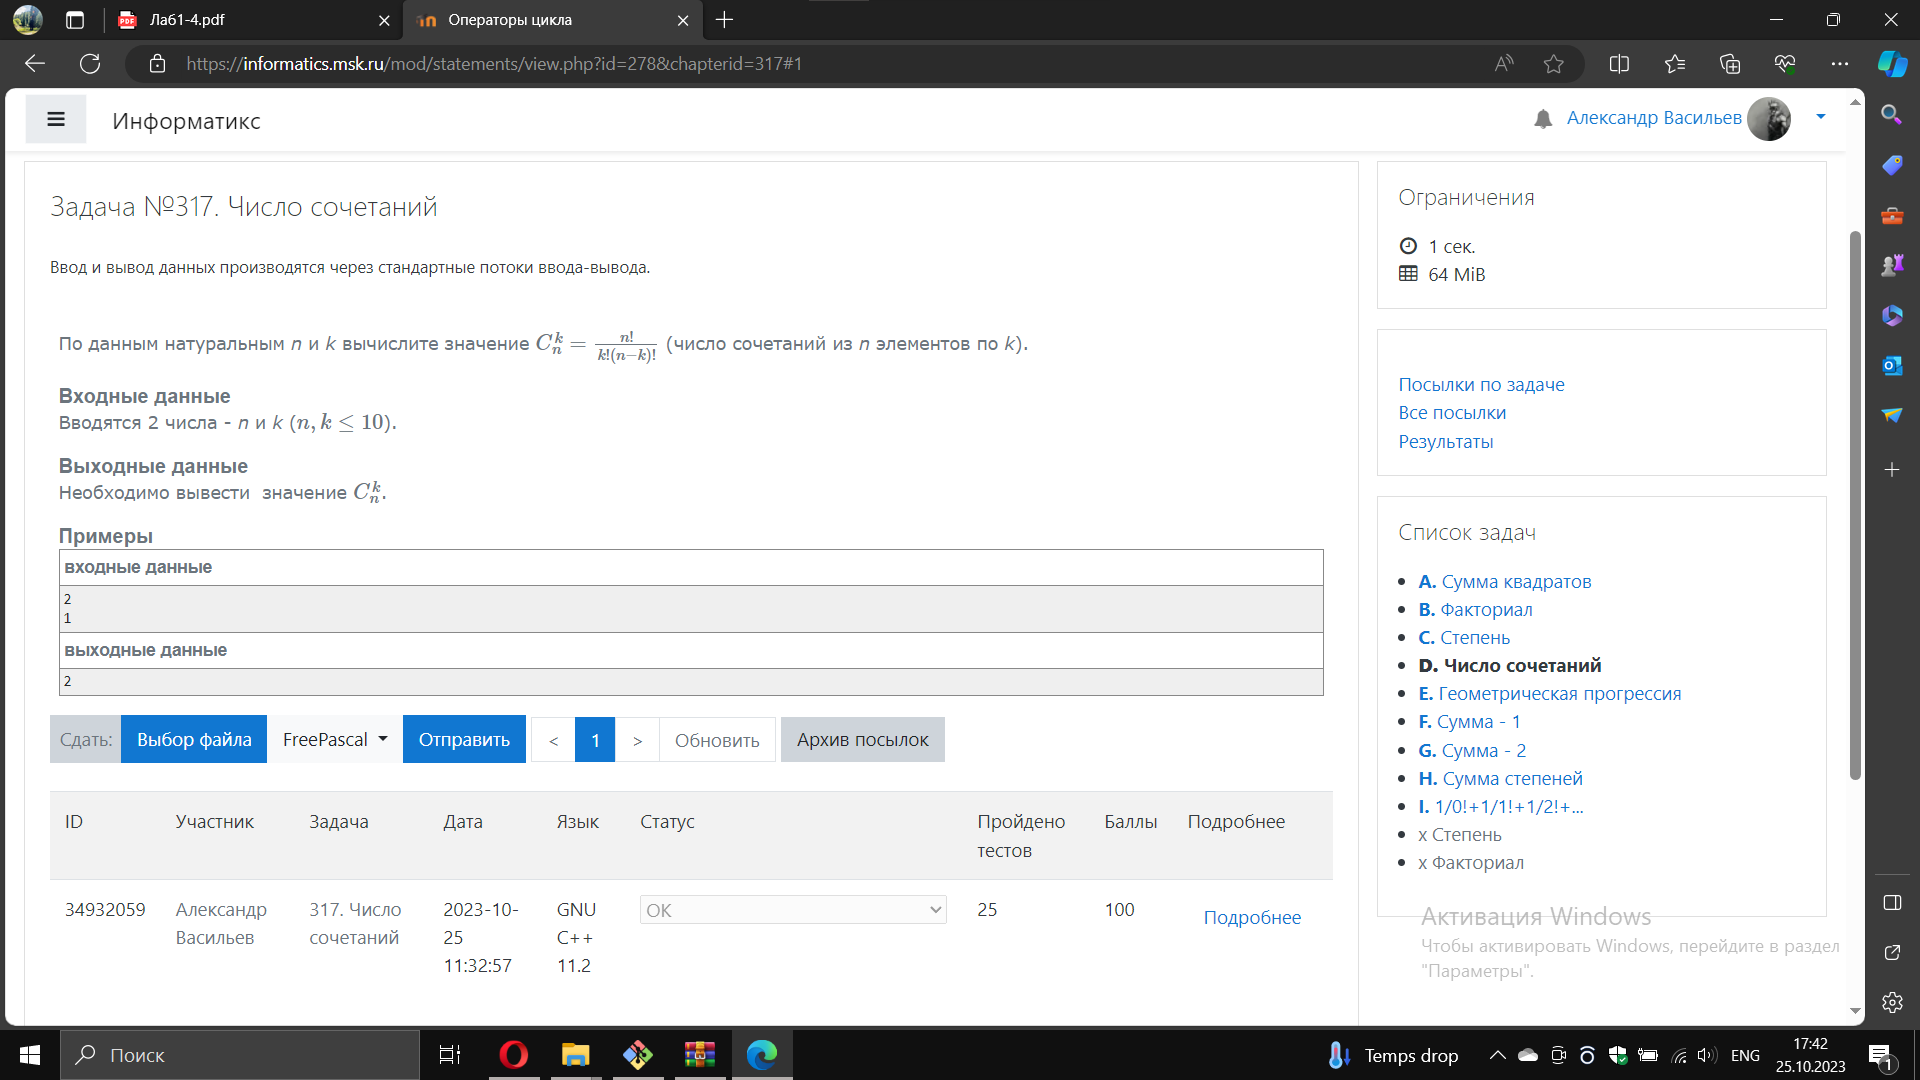 Ла61-4.pdf
Операторы цикла
https://informatics.msk.ru/mod/statements/view.php?id=278&chapterid=317#1
Информатикс
Александр Васильев
Задача №317. Число сочетаний
Ввод и вывод данных производятся через стандартные потоки ввода-вывода.
По данным натуральным n и k вычислите значение C_n^k = n!/(k!(n−k)!) (число сочетаний из n элементов по k).
Входные данные
Вводятся 2 числа - n и k (n, k ≤ 10).
Выходные данные
Необходимо вывести значение C_n^k.
Примеры
входные данные
2
1
выходные данные
2
Сдать: Выбор файла FreePascal Отправить < 1 > Обновить Архив посылок
ID Участник Задача Дата Язык Статус Пройдено тестов Баллы Подробнее
34932059 Александр Васильев 317. Число сочетаний 2023-10-25 11:32:57 GNU C++ 11.2 OK 25 100 Подробнее
Ограничения
1 сек.
64 MiB
Посылки по задаче
Все посылки
Результаты
Список задач
A. Сумма квадратов
B. Факториал
C. Степень
D. Число сочетаний
E. Геометрическая прогрессия
F. Сумма - 1
G. Сумма - 2
H. Сумма степеней
I. 1/0!+1/1!+1/2!+...
x Степень
x Факториал
Активация Windows
Чтобы активировать Windows, перейдите в раздел
"Параметры".
Поиск
Temps drop
ENG
17:42
25.10.2023
1